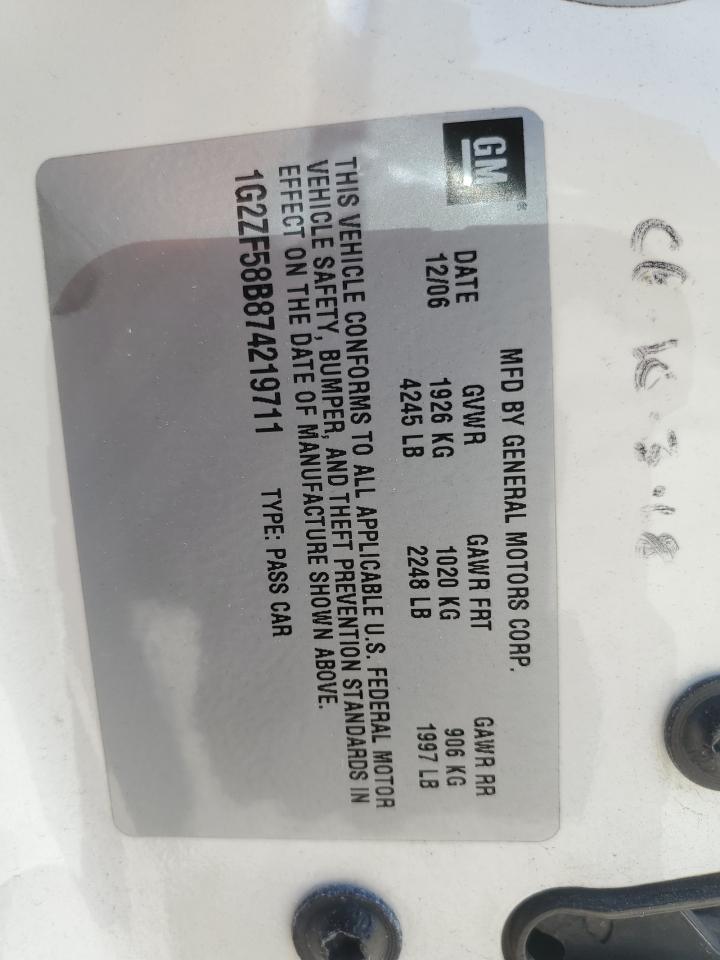 GM
MFD BY GENERAL MOTORS CORP.
DATE GVWR GAWR FRT GAWR RR
12/06 1926 KG 1020 KG 906 KG
4245 LB 2248 LB 1997 LB
THIS VEHICLE CONFORMS TO ALL APPLICABLE U.S. FEDERAL MOTOR
VEHICLE SAFETY, BUMPER, AND THEFT PREVENTION STANDARDS IN
EFFECT ON THE DATE OF MANUFACTURE SHOWN ABOVE.
1G2ZF58B874219711 TYPE: PASS CAR